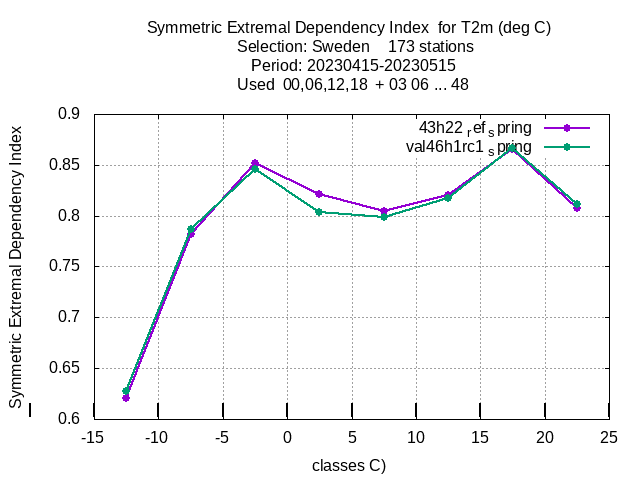 Symmetric Extremal Dependency Index  for T2m (deg C)
Selection: Sweden    173 stations
Period: 20230415-20230515
Used  00,06,12,18  + 03 06 ... 48
43h22 ref spring
val46h1rc1 spring
0.9
0.85
0.8
0.75
0.7
0.65
0.6
Symmetric Extremal Dependency Index
-15 -10 -5 0 5 10 15 20 25
classes C)